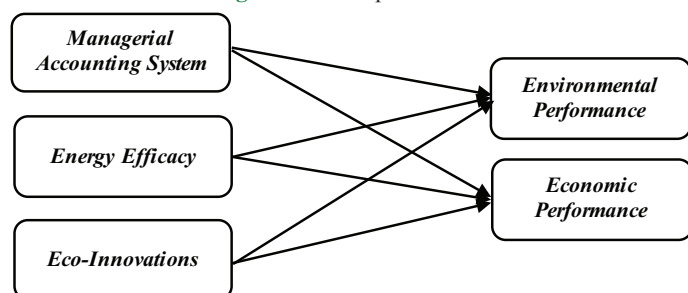 Managerial
Accounting System
Environmental
Performance
Energy Efficacy
Economic
Performance
Eco-Innovations